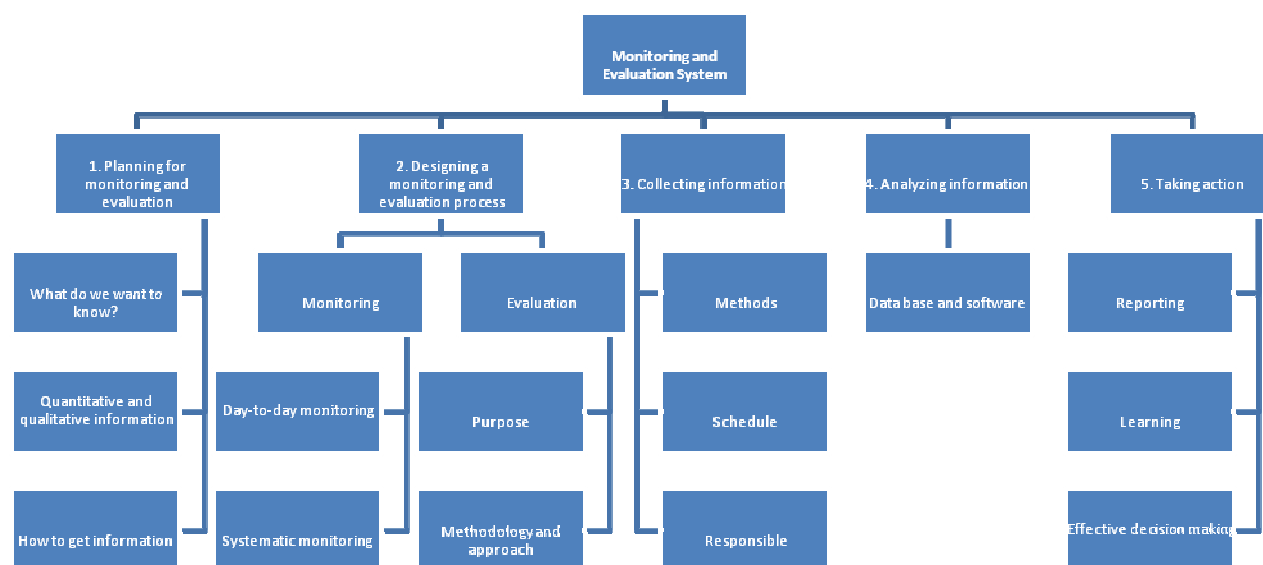 Monitoring and
Evaluation System
1. Planning for
monitoring and
evaluation
2. Designing a
monitoring and
evaluation process
3. Collecting information
4. Analyzing information
5. Taking action
What do we want to
know?
Monitoring
Evaluation
Methods
Data base and software
Reporting
Quantitative and
qualitative information
Day-to-day monitoring
Purpose
Schedule
Learning
How to get information
Systematic monitoring
Methodology and
approach
Responsible
Effective decision making